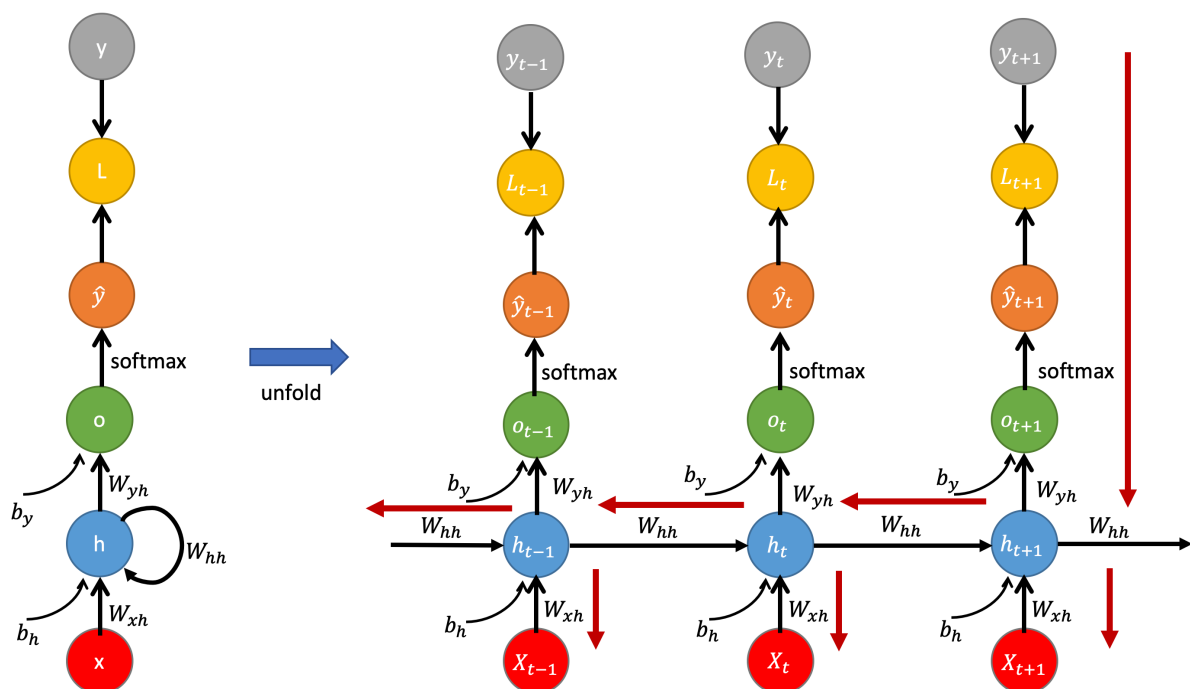 y
L
ŷ
softmax
o
b_y
W_yh
h
W_hh
b_h
W_xh
x
unfold
y_{t−1}
y_t
y_{t+1}
L_{t−1}
L_t
L_{t+1}
ŷ_{t−1}
ŷ_t
ŷ_{t+1}
softmax
softmax
softmax
o_{t−1}
o_t
o_{t+1}
b_y
W_yh
b_y
W_yh
b_y
W_yh
W_hh
h_{t−1}
W_hh
h_t
W_hh
h_{t+1}
W_hh
b_h
W_xh
b_h
W_xh
b_h
W_xh
X_{t−1}
X_t
X_{t+1}